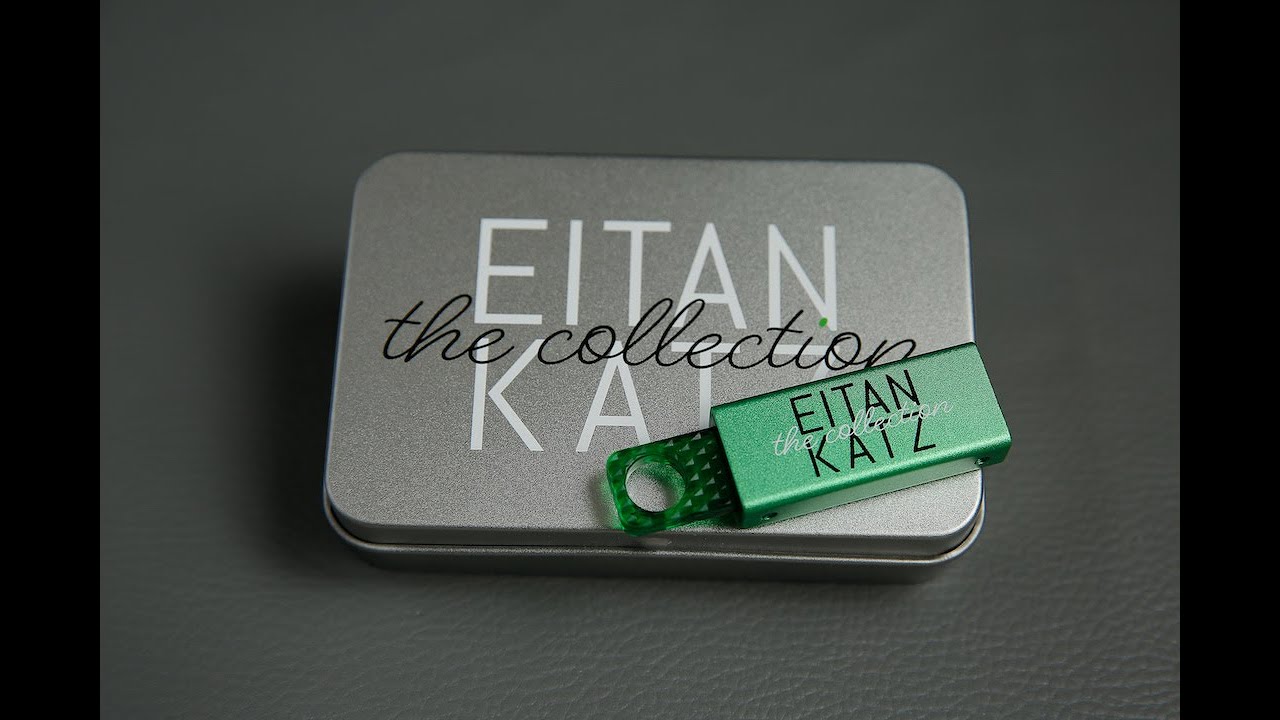 EITAN
the collection
KATZ
EITAN
the collection
KATZ